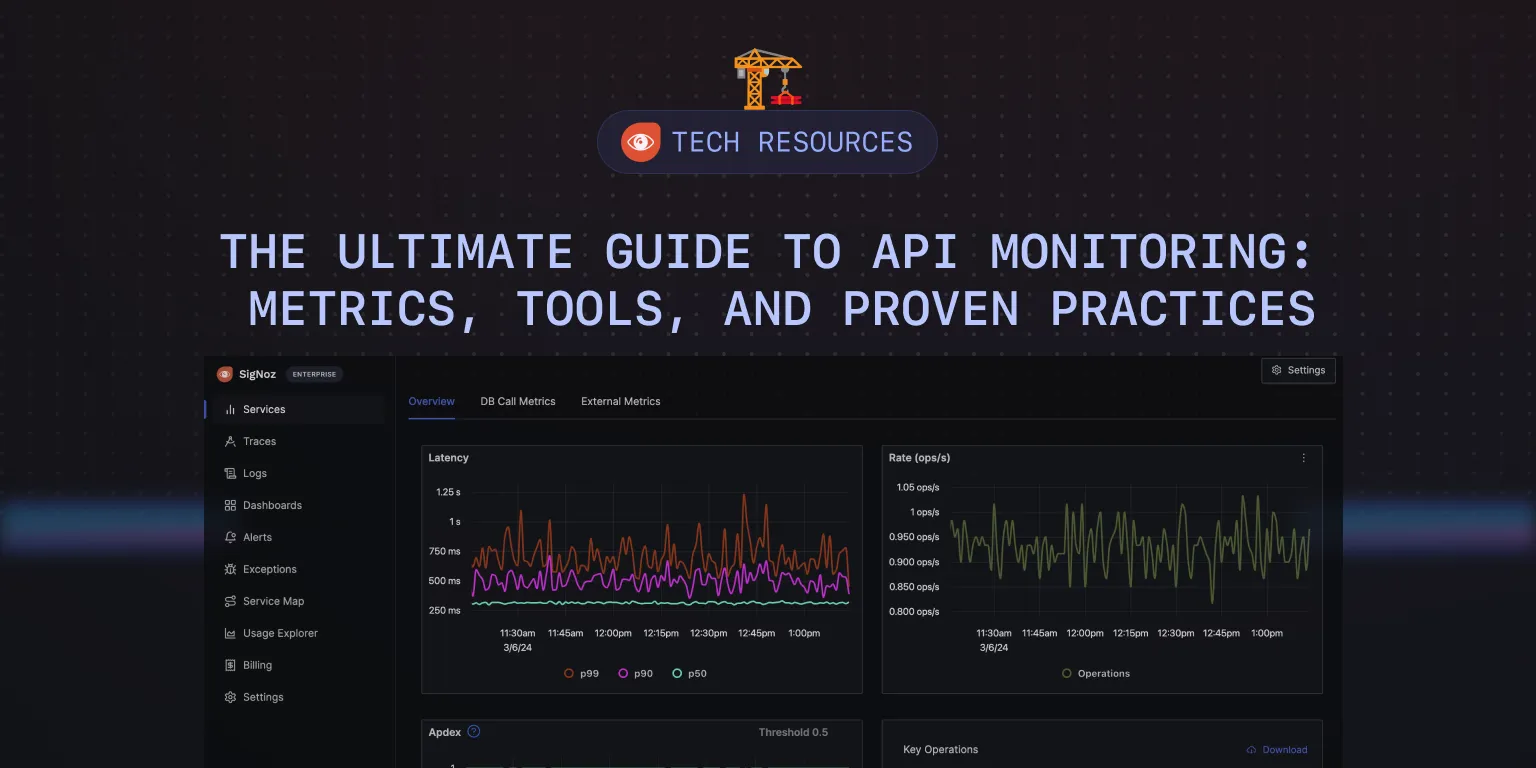 TECH RESOURCES
THE ULTIMATE GUIDE TO API MONITORING:
METRICS, TOOLS, AND PROVEN PRACTICES
SigNoz ENTERPRISE
Settings
Services
Traces
Logs
Dashboards
Alerts
Exceptions
Service Map
Usage Explorer
Billing
Settings
Overview DB Call Metrics External Metrics
Latency
1.25 s
1 s
750 ms
500 ms
250 ms
11:30am 11:45am 12:00pm 12:15pm 12:30pm 12:45pm 1:00pm
3/6/24
p99 p90 p50
Rate (ops/s)
1.05 ops/s
1 ops/s
0.950 ops/s
0.900 ops/s
0.850 ops/s
0.800 ops/s
11:30am 11:45am 12:00pm 12:15pm 12:30pm 12:45pm 1:00pm
3/6/24
Operations
Apdex ? Threshold 0.5
1
Key Operations Download